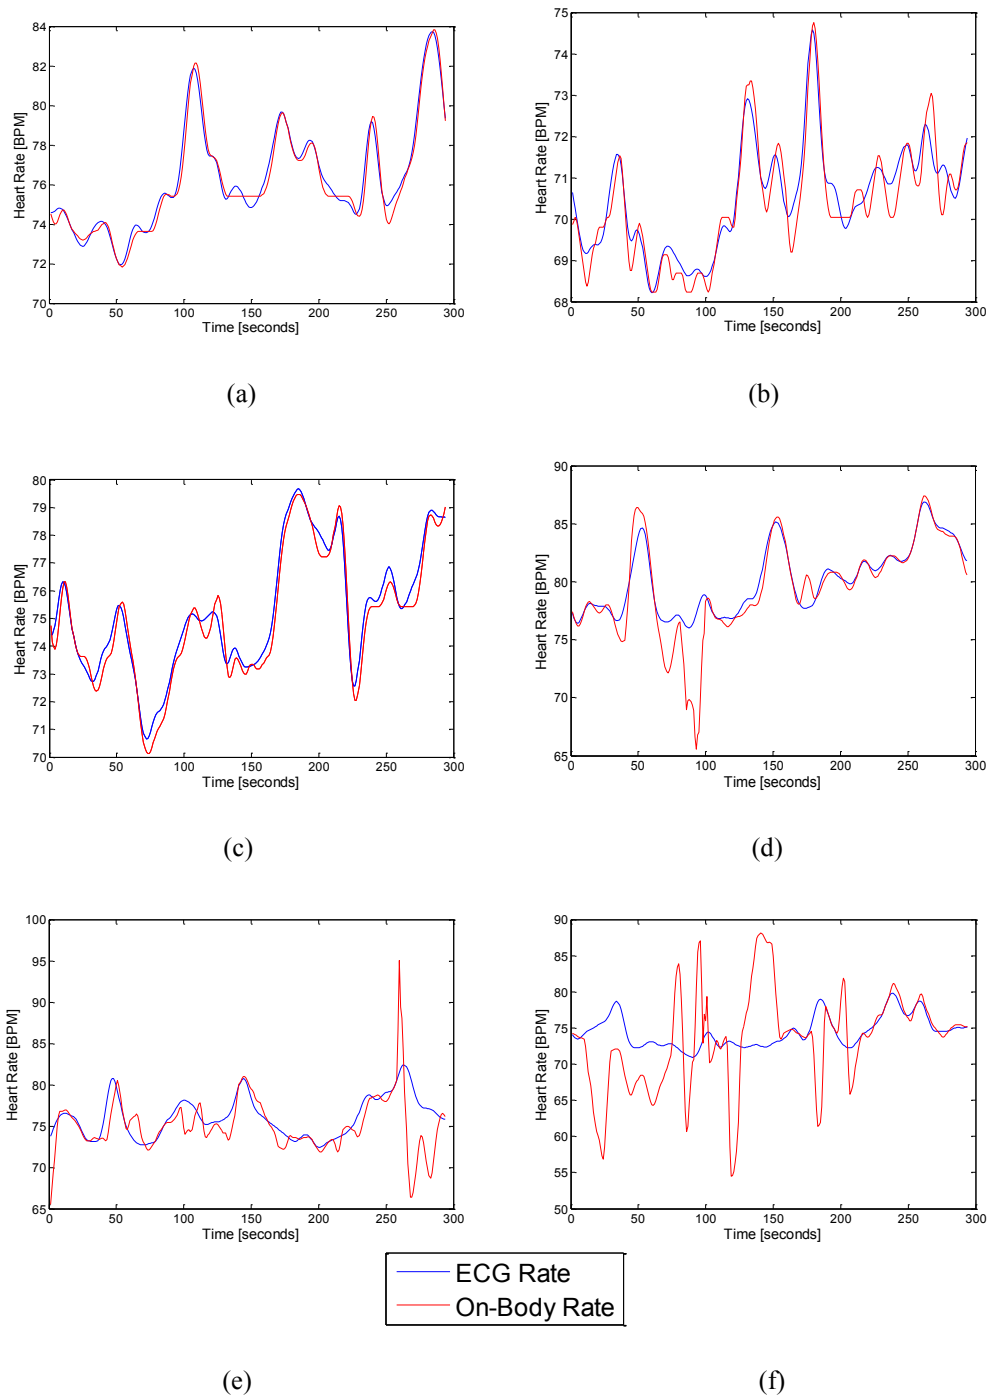 84
82
80
78
76
74
72
70
Heart Rate [BPM]
0 50 100 150 200 250 300
Time [seconds]
(a)
75
74
73
72
71
70
69
68
Heart Rate [BPM]
0 50 100 150 200 250 300
Time [seconds]
(b)
80
79
78
77
76
75
74
73
72
71
70
Heart Rate [BPM]
0 50 100 150 200 250 300
Time [seconds]
(c)
90
85
80
75
70
65
Heart Rate [BPM]
0 50 100 150 200 250 300
Time [seconds]
(d)
100
95
90
85
80
75
70
65
Heart Rate [BPM]
0 50 100 150 200 250 300
Time [seconds]
90
85
80
75
70
65
60
55
50
Heart Rate [BPM]
0 50 100 150 200 250 300
Time [seconds]
ECG Rate
On-Body Rate
(e)
(f)